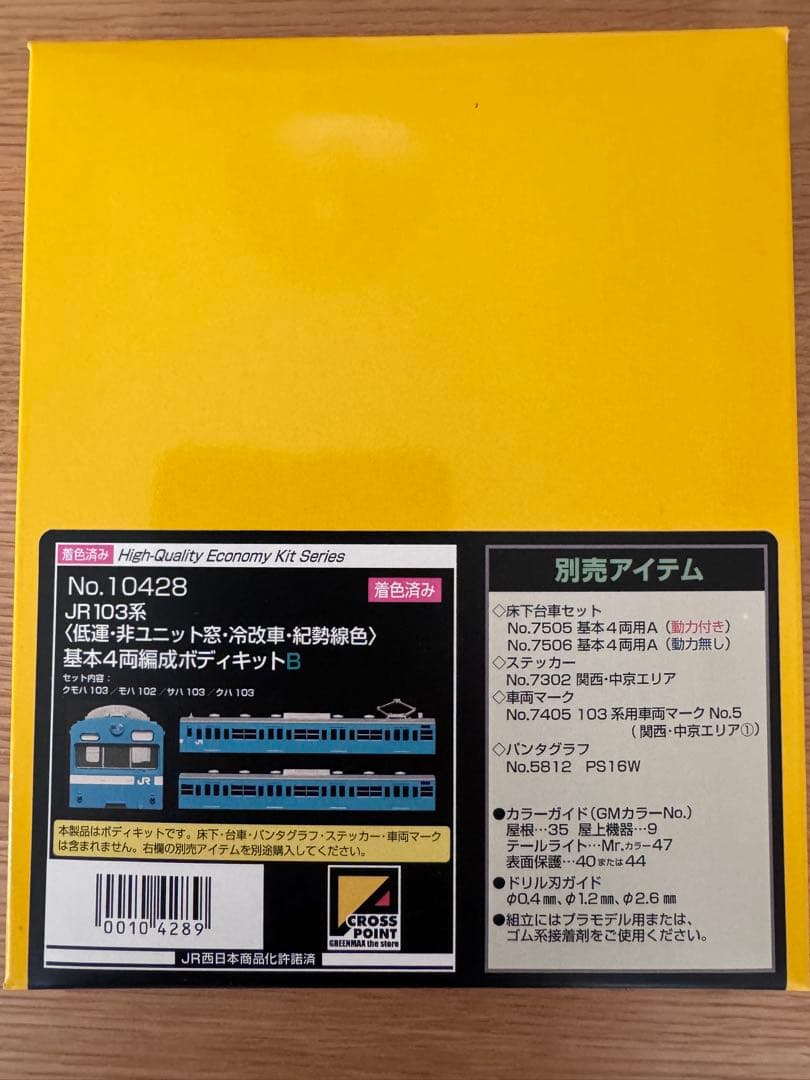 着色済み High-Quality Economy Kit Series
No.10428
着色済み
JR103系
〈低運・非ユニット窓・冷改車・紀勢線色〉
基本4両編成ボディキットB
セット内容:
クモハ103/モハ102/サハ103/クハ103
JR
JR
本製品はボディキットです。床下・台車・パンタグラフ・ステッカー・車両マーク
は含まれません。右欄の別売アイテムを別途購入してください。
0010 4289
CROSS
POINT
GREENMAX the store
JR西日本商品化許諾済
別売アイテム
◇床下台車セット
No.7505 基本4両用A(動力付き)
No.7506 基本4両用A(動力無し)
◇ステッカー
No.7302 関西・中京エリア
◇車両マーク
No.7405 103系用車両マークNo.5
(関西・中京エリア①)
◇パンタグラフ
No.5812 PS16W
●カラーガイド(GMカラーNo.)
屋根…35 屋上機器…9
テールライト…Mr.カラー47
表面保護…40または44
●ドリル刃ガイド
φ0.4㎜、φ1.2㎜、φ2.6㎜
●組立にはプラモデル用または、
ゴム系接着剤をご使用ください。